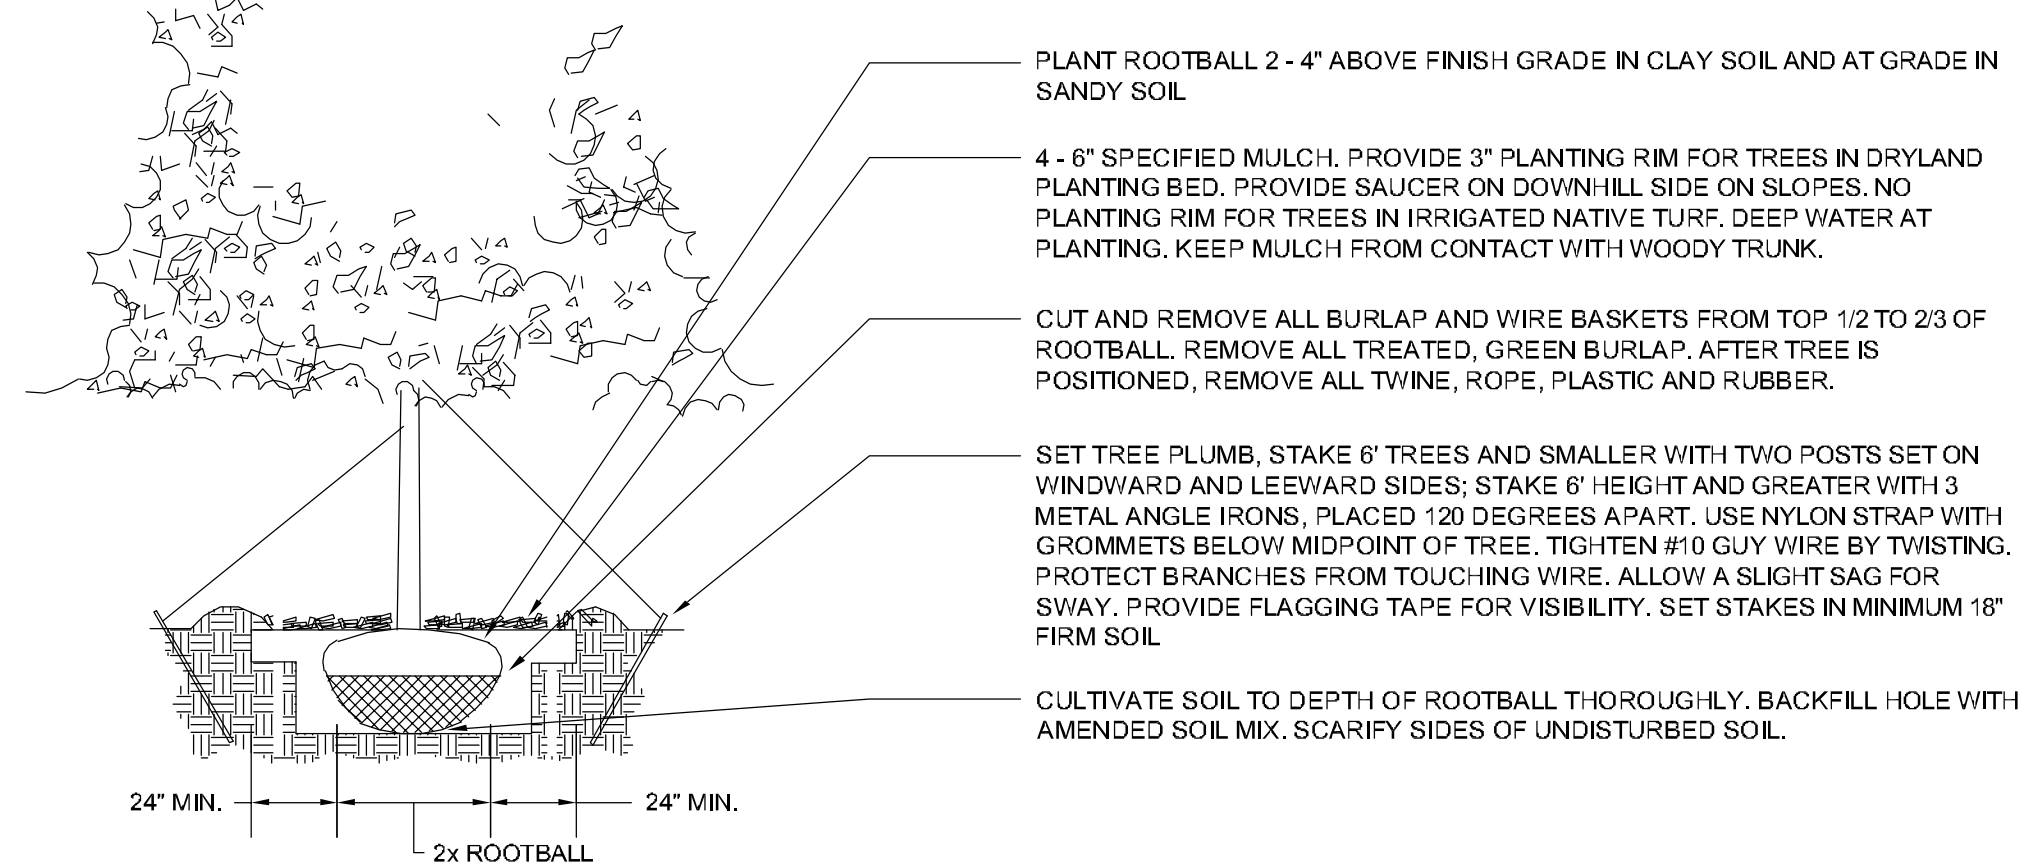 PLANT ROOTBALL 2 - 4" ABOVE FINISH GRADE IN CLAY SOIL AND AT GRADE IN
SANDY SOIL
4 - 6" SPECIFIED MULCH. PROVIDE 3" PLANTING RIM FOR TREES IN DRYLAND
PLANTING BED. PROVIDE SAUCER ON DOWNHILL SIDE ON SLOPES. NO
PLANTING RIM FOR TREES IN IRRIGATED NATIVE TURF. DEEP WATER AT
PLANTING. KEEP MULCH FROM CONTACT WITH WOODY TRUNK.
CUT AND REMOVE ALL BURLAP AND WIRE BASKETS FROM TOP 1/2 TO 2/3 OF
ROOTBALL. REMOVE ALL TREATED, GREEN BURLAP. AFTER TREE IS
POSITIONED, REMOVE ALL TWINE, ROPE, PLASTIC AND RUBBER.
SET TREE PLUMB, STAKE 6' TREES AND SMALLER WITH TWO POSTS SET ON
WINDWARD AND LEEWARD SIDES; STAKE 6' HEIGHT AND GREATER WITH 3
METAL ANGLE IRONS, PLACED 120 DEGREES APART. USE NYLON STRAP WITH
GROMMETS BELOW MIDPOINT OF TREE. TIGHTEN #10 GUY WIRE BY TWISTING.
PROTECT BRANCHES FROM TOUCHING WIRE. ALLOW A SLIGHT SAG FOR
SWAY. PROVIDE FLAGGING TAPE FOR VISIBILITY. SET STAKES IN MINIMUM 18"
FIRM SOIL
CULTIVATE SOIL TO DEPTH OF ROOTBALL THOROUGHLY. BACKFILL HOLE WITH
AMENDED SOIL MIX. SCARIFY SIDES OF UNDISTURBED SOIL.
24" MIN.
24" MIN.
2x ROOTBALL